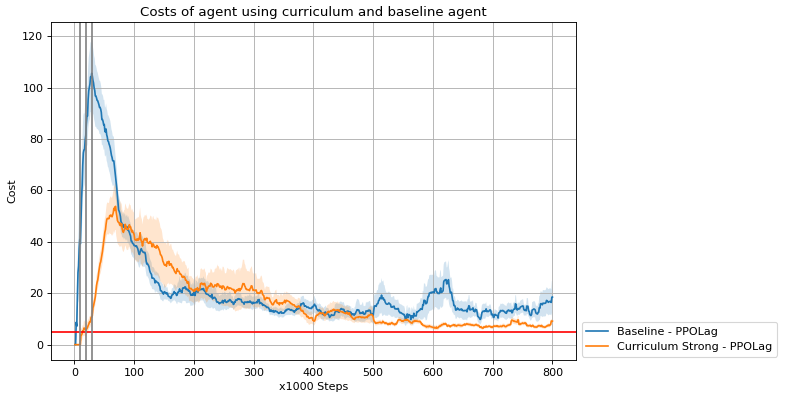 Costs of agent using curriculum and baseline agent
120
100
80
60
40
20
0
Cost
0 100 200 300 400 500 600 700 800
x1000 Steps
Baseline - PPOLag
Curriculum Strong - PPOLag